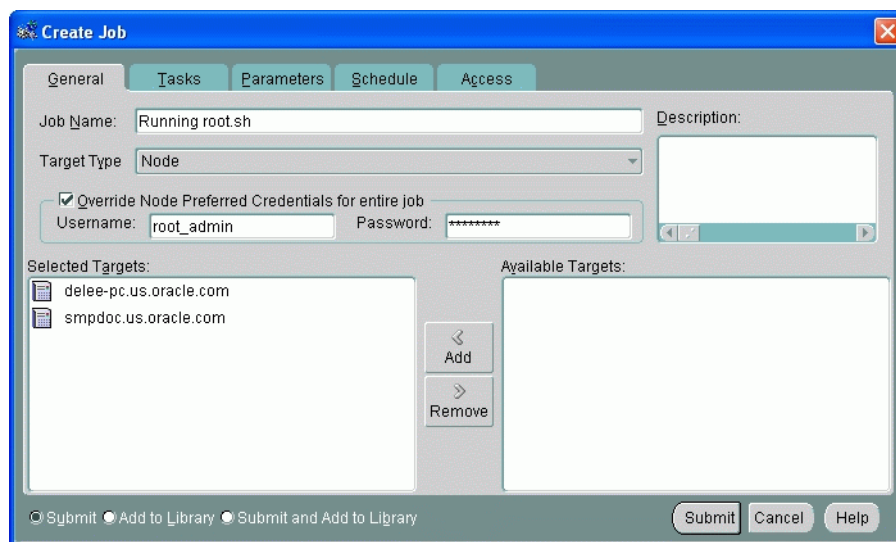 Create Job
General Tasks Parameters Schedule Access
Job Name: Running root.sh
Description:
Target Type Node
Override Node Preferred Credentials for entire job
Username: root_admin Password: ********
Selected Targets:
Available Targets:
delee-pc.us.oracle.com
smpdoc.us.oracle.com
Add
Remove
Submit Add to Library Submit and Add to Library
Submit Cancel Help